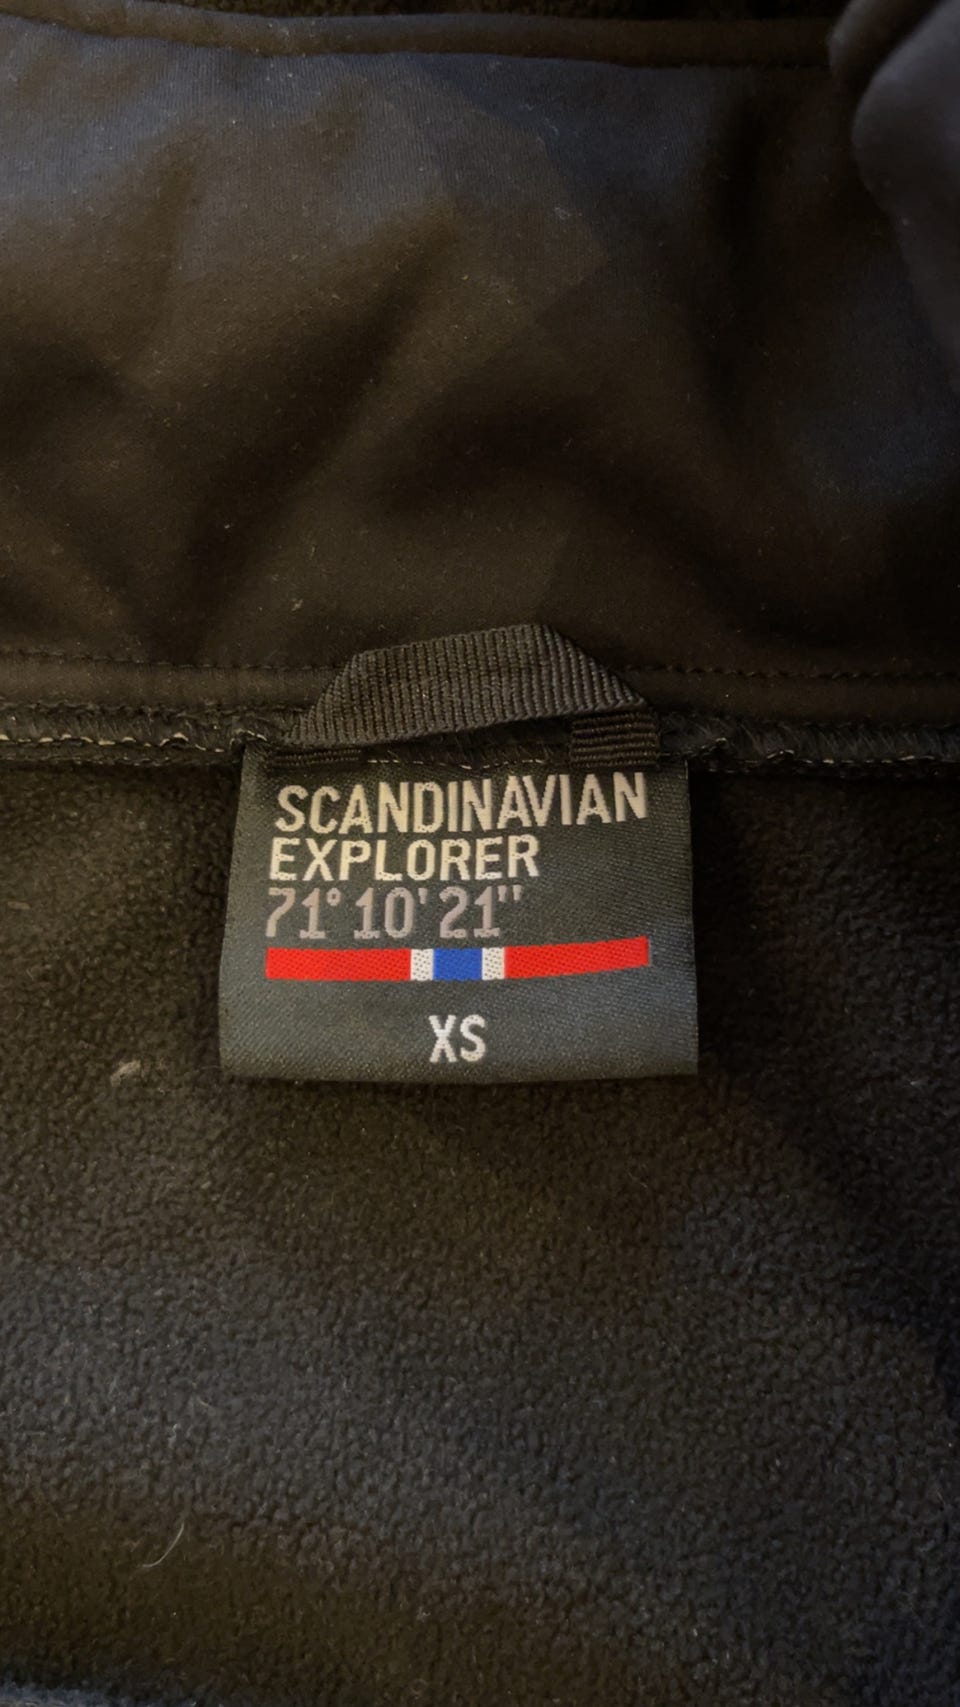 SCANDINAVIAN
EXPLORER
71° 10' 21"
XS